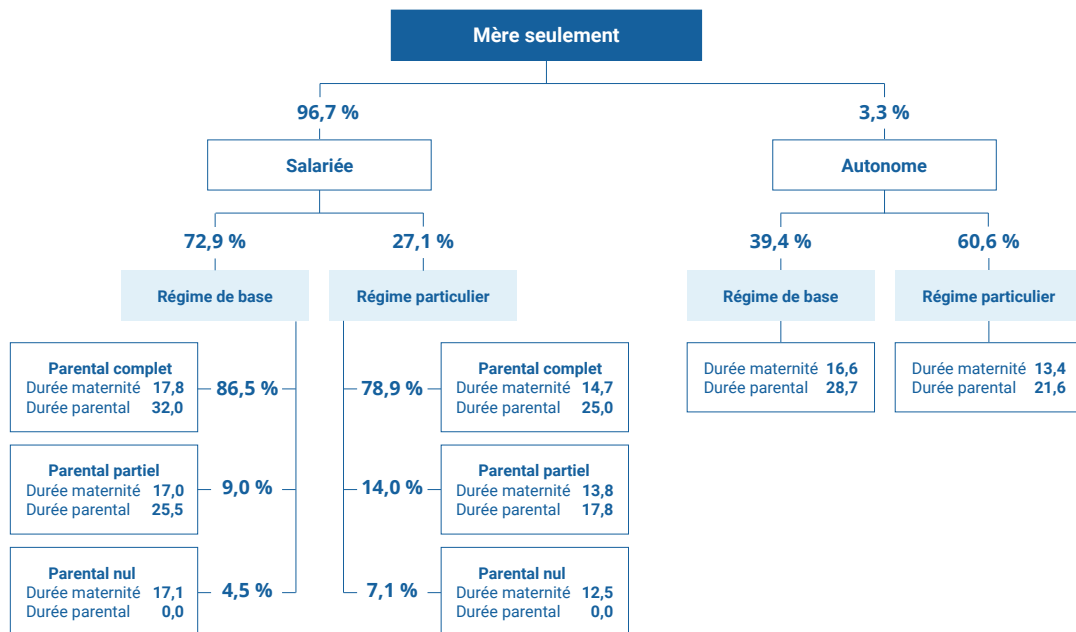 Mère seulement
96,7 %
3,3 %
Salariée
Autonome
72,9 %
27,1 %
39,4 %
60,6 %
Régime de base
Régime particulier
Régime de base
Régime particulier
Parental complet
Durée maternité 17,8
Durée parental 32,0
86,5 %
78,9 %
Parental complet
Durée maternité 14,7
Durée parental 25,0
Durée maternité 16,6
Durée parental 28,7
Durée maternité 13,4
Durée parental 21,6
Parental partiel
Durée maternité 17,0
Durée parental 25,5
9,0 %
14,0 %
Parental partiel
Durée maternité 13,8
Durée parental 17,8
Parental nul
Durée maternité 17,1
Durée parental 0,0
4,5 %
7,1 %
Parental nul
Durée maternité 12,5
Durée parental 0,0